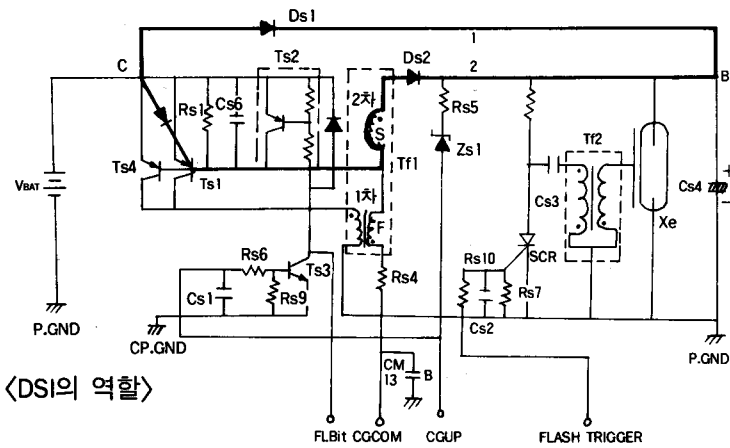 Ds1
1
C
Ts2
Ds2
2
B
Rs1
Cs6
2차
S
Rs5
Zs1
Tf2
Ts4
Ts1
Tf1
VBAT
1차
F
Cs3
Cs4
+
Xe
SCR
Rs6
Ts3
Rs4
Rs10
Rs7
Cs1
Rs9
Cs2
P.GND
CP.GND
P.GND
CM
13
B
〈DSI의 역할〉
FLBit CGCOM CGUP FLASH TRIGGER